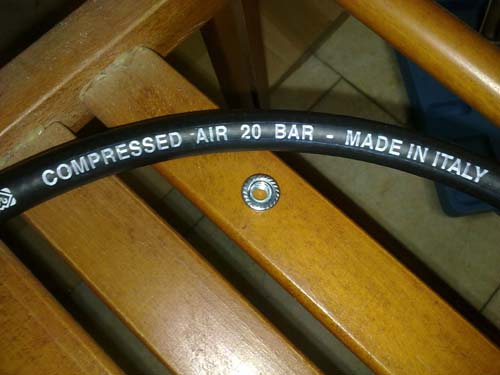 COMPRESSED AIR 20 BAR - MADE IN ITALY